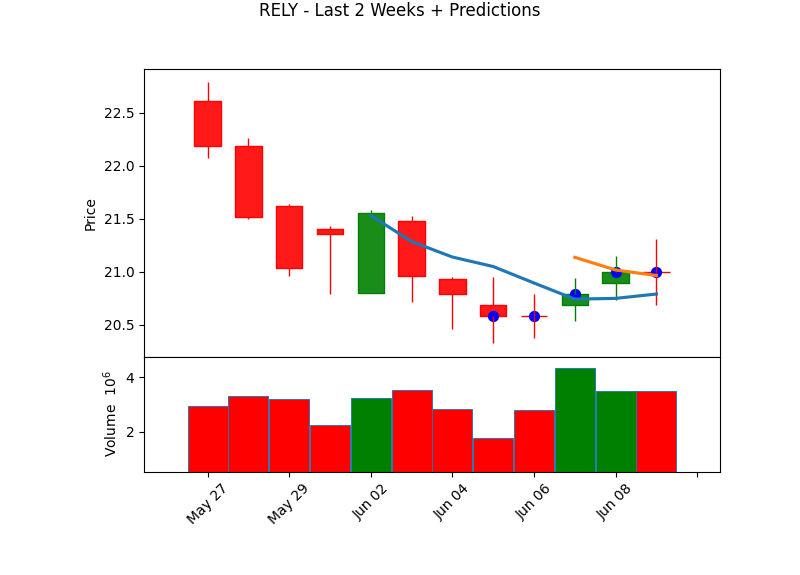 RELY - Last 2 Weeks + Predictions
Price
22.5
22.0
21.5
21.0
20.5
Volume 10^6
4
2
May 27
May 29
Jun 02
Jun 04
Jun 06
Jun 08